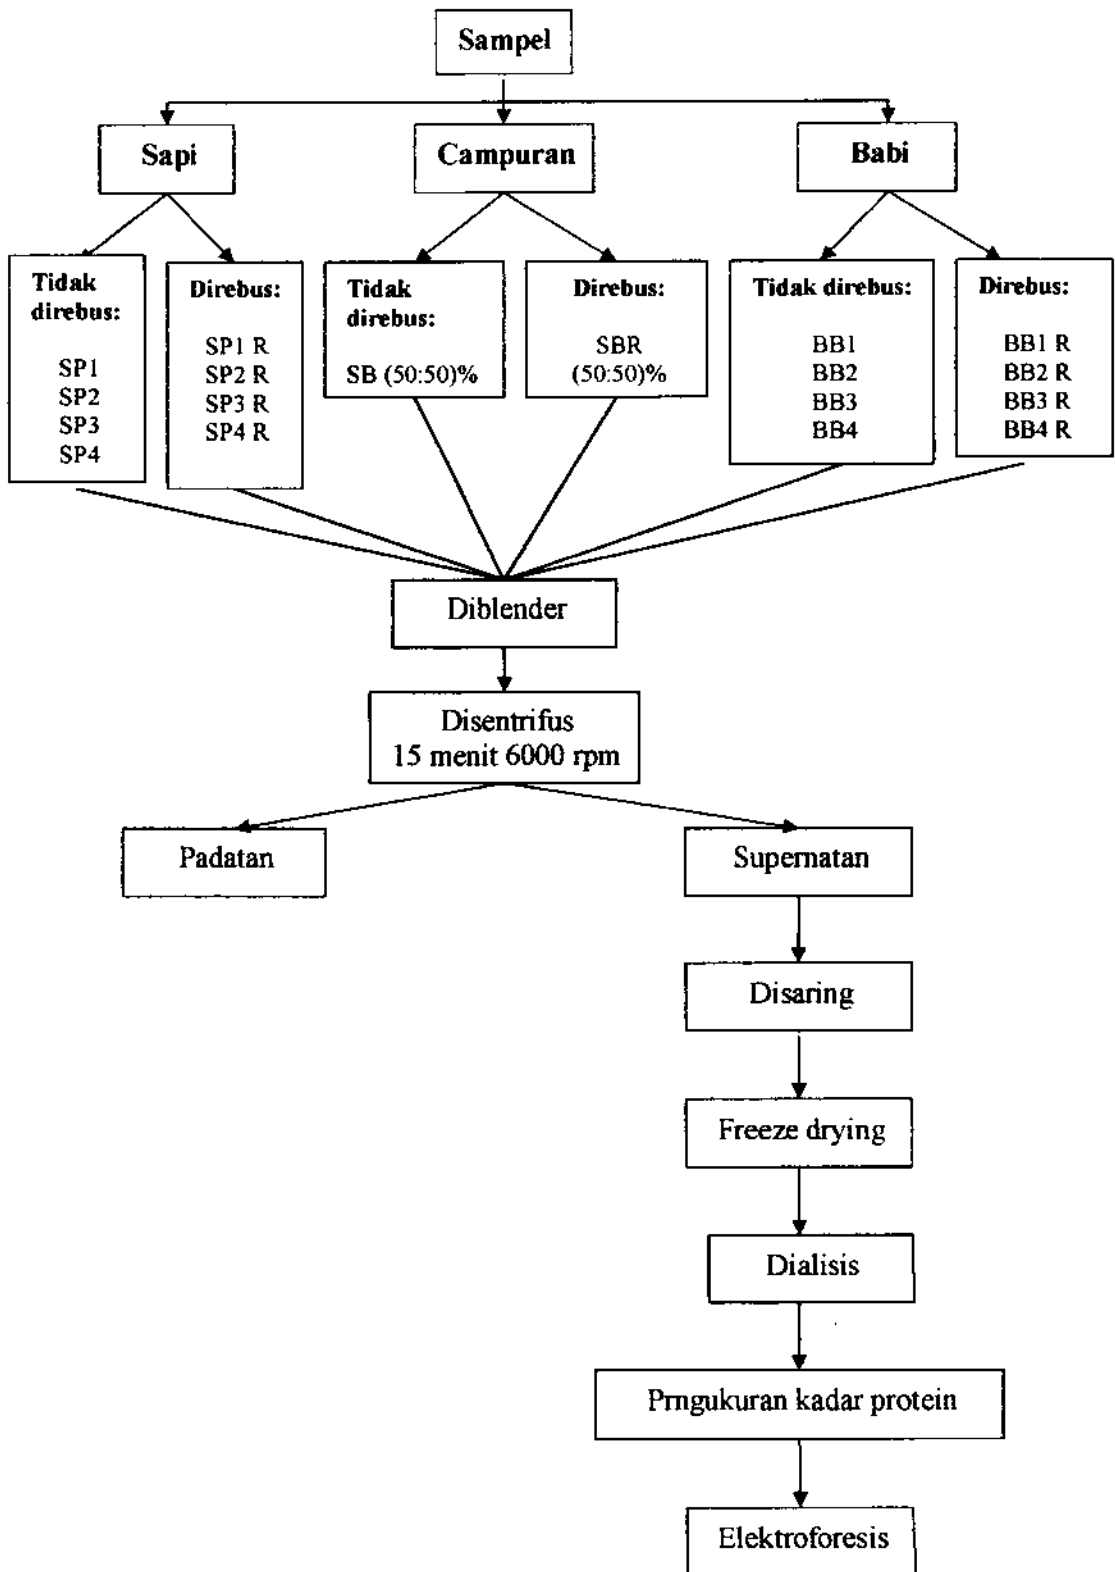 Sampel
Sapi
Campuran
Babi
Tidak
direbus:
SP1
SP2
SP3
SP4
Direbus:
SP1 R
SP2 R
SP3 R
SP4 R
Tidak
direbus:
SB (50:50)%
Direbus:
SBR
(50:50)%
Tidak direbus:
BB1
BB2
BB3
BB4
Direbus:
BB1 R
BB2 R
BB3 R
BB4 R
Diblender
Disentrifus
15 menit 6000 rpm
Padatan
Supernatan
Disaring
Freeze drying
Dialisis
Prngukuran kadar protein
Elektroforesis